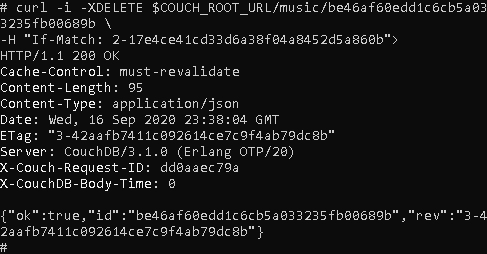 # curl -i -XDELETE $COUCH_ROOT_URL/music/be46af60edd1c6cb5a03
3235fb00689b \
-H "If-Match: 2-17e4ce41cd33d6a38f04a8452d5a860b">
HTTP/1.1 200 OK
Cache-Control: must-revalidate
Content-Length: 95
Content-Type: application/json
Date: Wed, 16 Sep 2020 23:38:04 GMT
ETag: "3-42aafb7411c092614ce7c9f4ab79dc8b"
Server: CouchDB/3.1.0 (Erlang OTP/20)
X-Couch-Request-ID: dd0aaec79a
X-CouchDB-Body-Time: 0
{"ok":true,"id":"be46af60edd1c6cb5a033235fb00689b","rev":"3-4
2aafb7411c092614ce7c9f4ab79dc8b"}
#